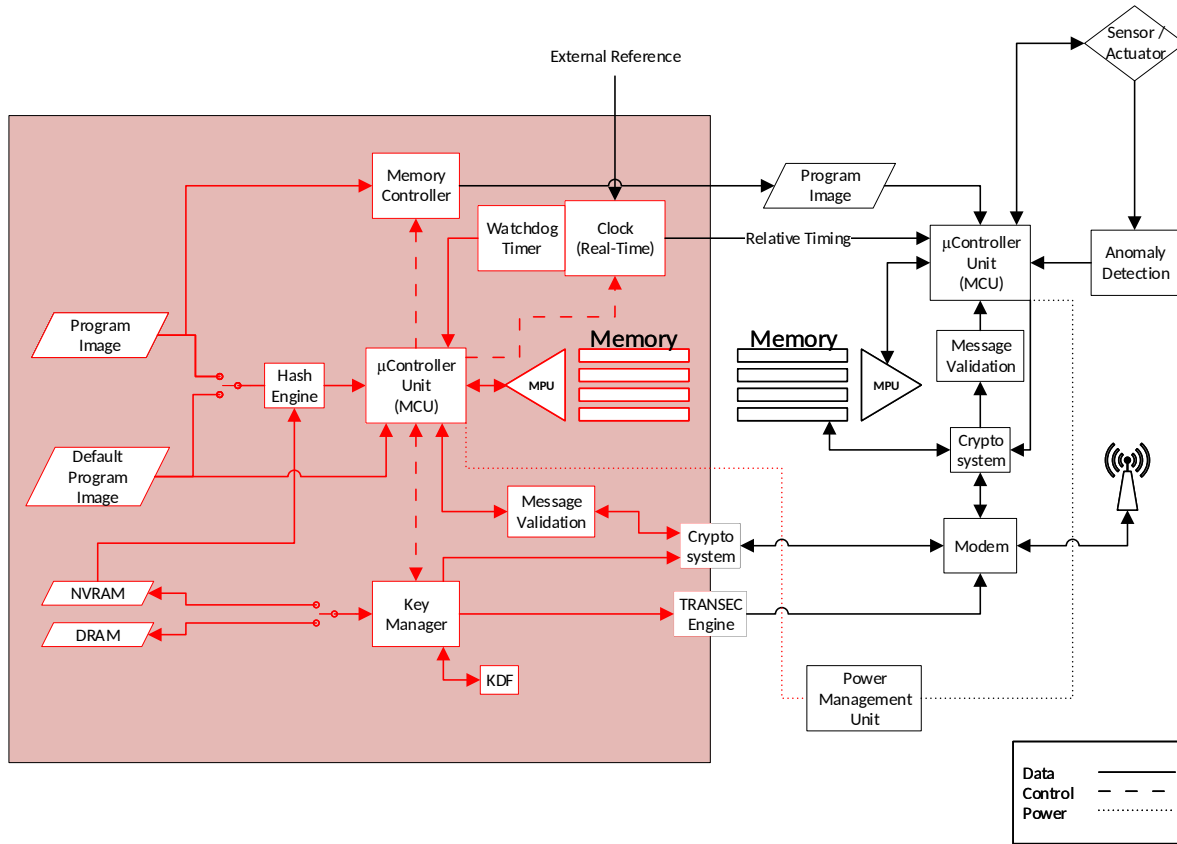 Sensor /
Actuator
External Reference
Memory
Controller
Program
Image
Watchdog
Timer
Clock
(Real-Time)
Relative Timing
μController
Unit
(MCU)
Anomaly
Detection
Program
Image
Memory
Memory
Message
Validation
Hash
Engine
μController
Unit
(MCU)
MPU
MPU
Default
Program
Image
Crypto
system
Message
Validation
Crypto
system
Modem
NVRAM
DRAM
Key
Manager
TRANSEC
Engine
KDF
Power
Management
Unit
Data
Control
Power